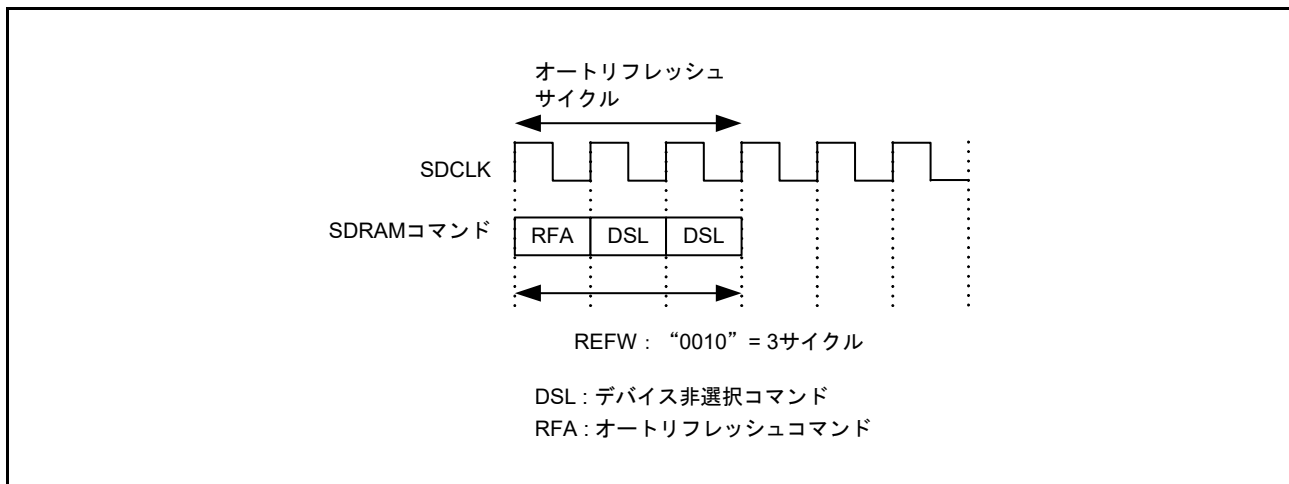 オートリフレッシュ
サイクル
SDCLK
SDRAMコマンド
RFA DSL DSL
REFW : “0010” = 3サイクル
DSL : デバイス非選択コマンド
RFA : オートリフレッシュコマンド